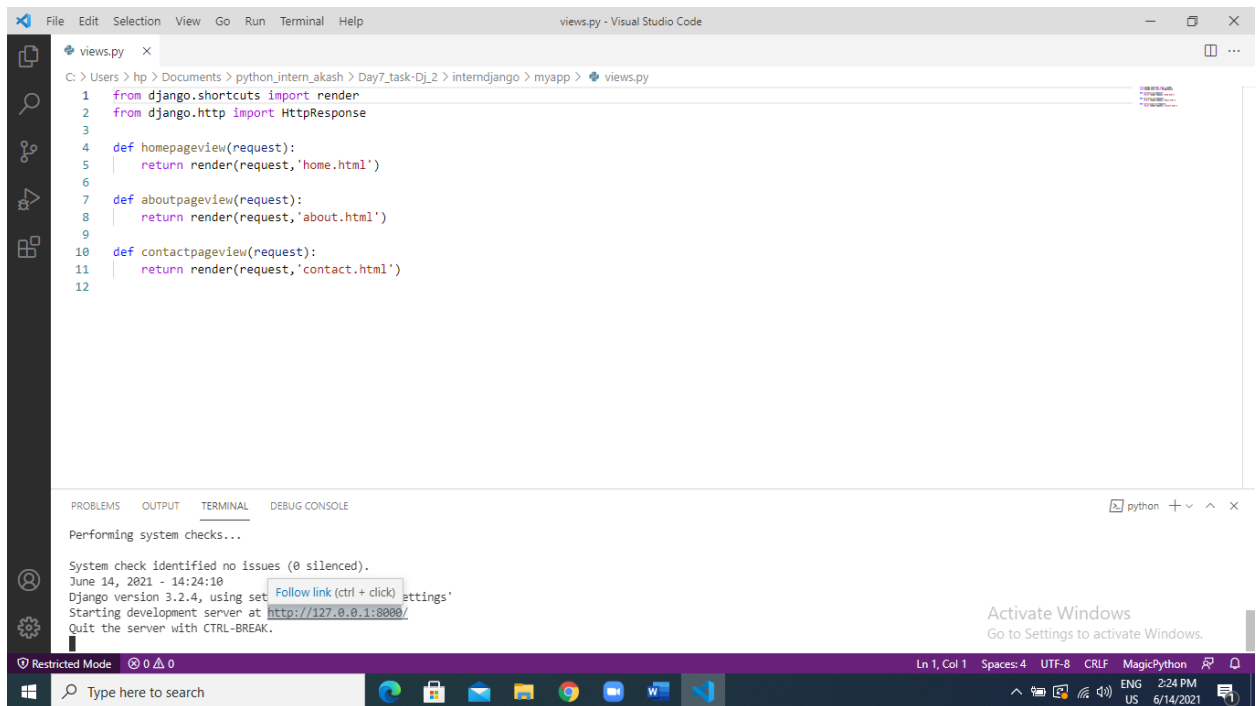 File Edit Selection View Go Run Terminal Help views.py - Visual Studio Code
views.py
C: > Users > hp > Documents > python_intern_akash > Day7_task-Dj_2 > interndjango > myapp > views.py
1 from django.shortcuts import render
2 from django.http import HttpResponse
3
4 def homepageview(request):
5     return render(request,'home.html')
6
7 def aboutpageview(request):
8     return render(request,'about.html')
9
10 def contactpageview(request):
11     return render(request,'contact.html')
12
PROBLEMS OUTPUT TERMINAL DEBUG CONSOLE python
Performing system checks...
System check identified no issues (0 silenced).
June 14, 2021 - 14:24:10
Follow link (ctrl + click)
Django version 3.2.4, using set ettings'
Starting development server at http://127.0.0.1:8000/
Quit the server with CTRL-BREAK.
Activate Windows
Go to Settings to activate Windows.
Restricted Mode 0 0 Ln 1, Col 1 Spaces: 4 UTF-8 CRLF MagicPython
Type here to search
ENG 2:24 PM
US 6/14/2021
1